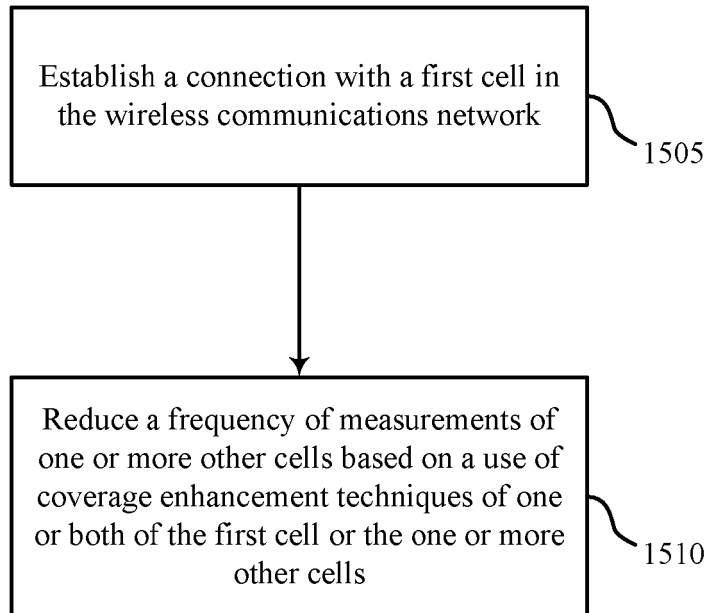 Establish a connection with a first cell in
the wireless communications network
1505
Reduce a frequency of measurements of
one or more other cells based on a use of
coverage enhancement techniques of one
or both of the first cell or the one or more
other cells
1510